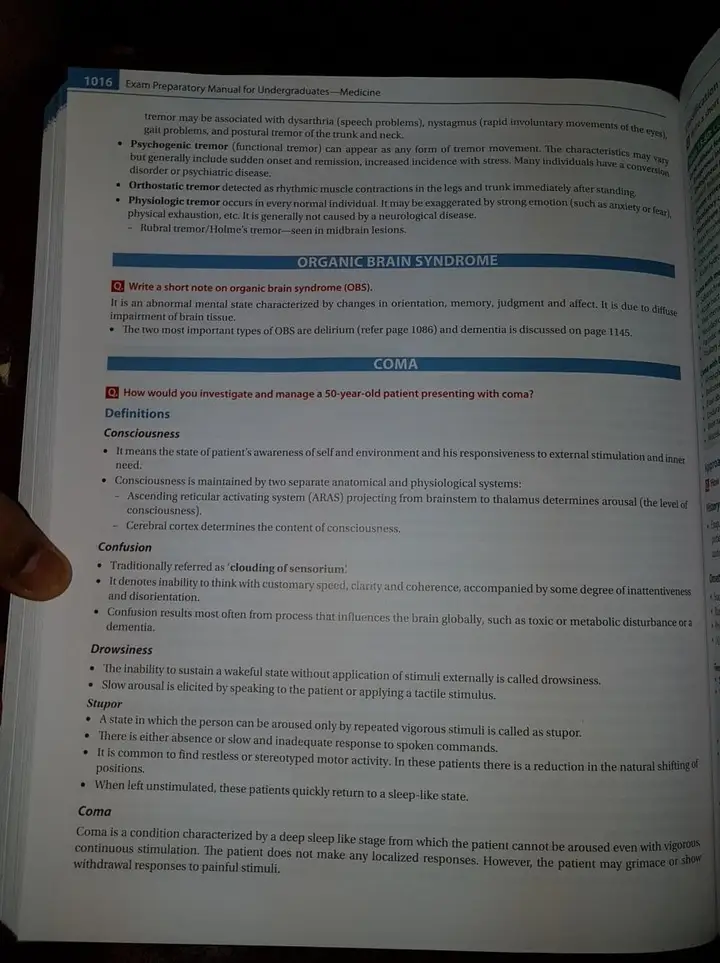 1016 Exam Preparatory Manual for Undergraduates—Medicine
tremor may be associated with dysarthria (speech problems), nystagmus (rapid involuntary movements of the eyes),
gait problems, and postural tremor of the trunk and neck.
• Psychogenic tremor (functional tremor) can appear as any form of tremor movement. The characteristics may vary
but generally include sudden onset and remission, increased incidence with stress. Many individuals have a conversion
disorder or psychiatric disease.
• Orthostatic tremor detected as rhythmic muscle contractions in the legs and trunk immediately after standing.
• Physiologic tremor occurs in every normal individual. It may be exaggerated by strong emotion (such as anxiety or fear),
physical exhaustion, etc. It is generally not caused by a neurological disease.
– Rubral tremor/Holme's tremor—seen in midbrain lesions.
ORGANIC BRAIN SYNDROME
Q. Write a short note on organic brain syndrome (OBS).
It is an abnormal mental state characterized by changes in orientation, memory, judgment and affect. It is due to diffuse
impairment of brain tissue.
• The two most important types of OBS are delirium (refer page 1086) and dementia is discussed on page 1145.
COMA
Q. How would you investigate and manage a 50-year-old patient presenting with coma?
Definitions
Consciousness
• It means the state of patient's awareness of self and environment and his responsiveness to external stimulation and inner
need.
• Consciousness is maintained by two separate anatomical and physiological systems:
– Ascending reticular activating system (ARAS) projecting from brainstem to thalamus determines arousal (the level of
consciousness).
– Cerebral cortex determines the content of consciousness.
Confusion
• Traditionally referred as 'clouding of sensorium'.
• It denotes inability to think with customary speed, clarity and coherence, accompanied by some degree of inattentiveness
and disorientation.
• Confusion results most often from process that influences the brain globally, such as toxic or metabolic disturbance or a
dementia.
Drowsiness
• The inability to sustain a wakeful state without application of stimuli externally is called drowsiness.
• Slow arousal is elicited by speaking to the patient or applying a tactile stimulus.
Stupor
• A state in which the person can be aroused only by repeated vigorous stimuli is called as stupor.
• There is either absence or slow and inadequate response to spoken commands.
• It is common to find restless or stereotyped motor activity. In these patients there is a reduction in the natural shifting of
positions.
• When left unstimulated, these patients quickly return to a sleep-like state.
Coma
Coma is a condition characterized by a deep sleep like stage from which the patient cannot be aroused even with vigorous
continuous stimulation. The patient does not make any localized responses. However, the patient may grimace or show
withdrawal responses to painful stimuli.